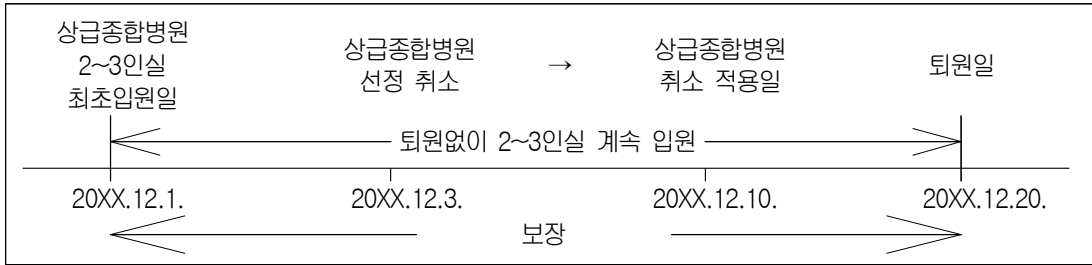 상급종합병원
2~3인실
최초입원일
상급종합병원
선정 취소
→
상급종합병원
취소 적용일
퇴원일
퇴원없이 2~3인실 계속 입원
20XX.12.1. 20XX.12.3. 20XX.12.10. 20XX.12.20.
보장